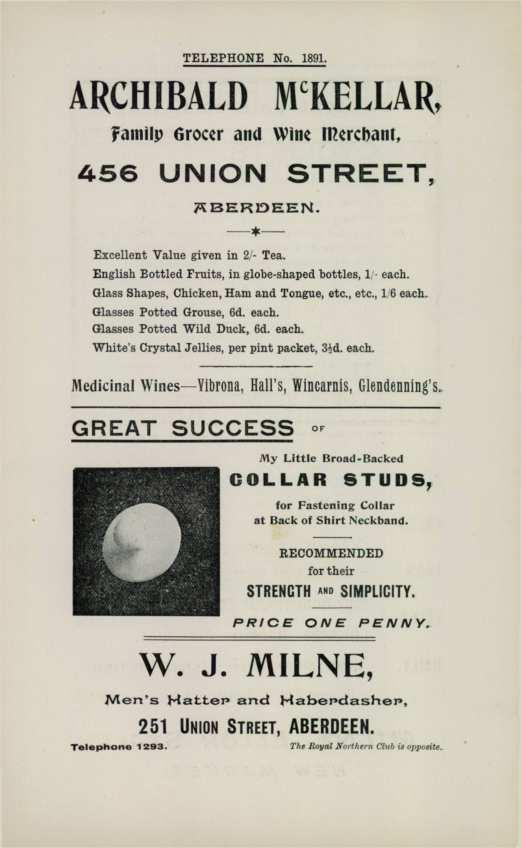 TELEPHONE No. 1891.
ARCHIBALD McKELLAR,
Family Grocer and Wine Merchant,
456 UNION STREET,
ABERDEEN.
Excellent Value given in 2/- Tea.
English Bottled Fruits, in globe-shaped bottles, 1/- each.
Glass Shapes, Chicken, Ham and Tongue, etc., etc., 1/6 each.
Glasses Potted Grouse, 6d. each.
Glasses Potted Wild Duck, 6d. each.
White's Crystal Jellies, per pint packet, 3½d. each.
Medicinal Wines—Vibrona, Hall's, Wincarnis, Glendenning's.
GREAT SUCCESS OF
My Little Broad-Backed
COLLAR STUDS,
for Fastening Collar
at Back of Shirt Neckband.
RECOMMENDED
for their
STRENGTH AND SIMPLICITY.
PRICE ONE PENNY.
W. J. MILNE,
Men's Hatter and Haberdasher,
251 UNION STREET, ABERDEEN.
Telephone 1293. The Royal Northern Club is opposite.